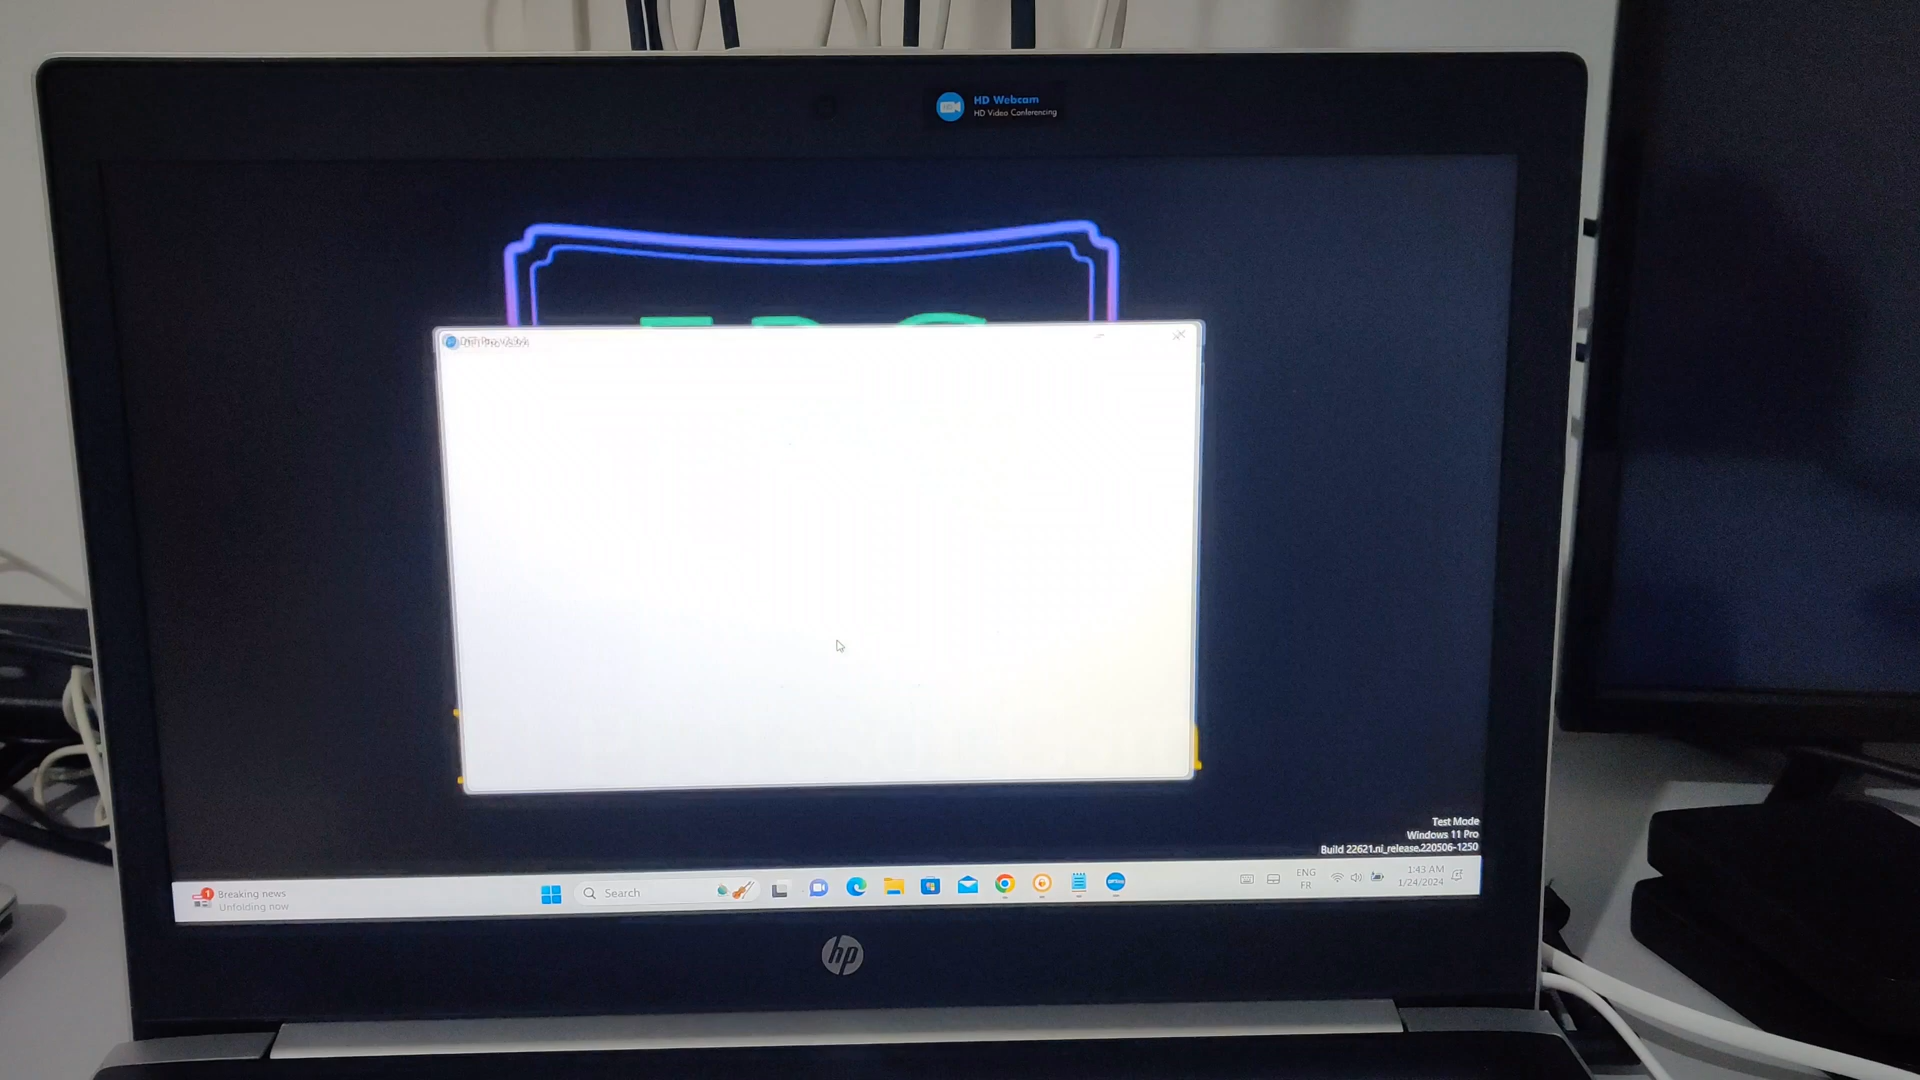 HD Webcam
HD Video Conferencing
Test Mode
Windows 11 Pro
Build 22621.ni_release.220506-1250
Breaking news
Unfolding now
1
Search
ENG
FR
1:43 AM
1/24/2024
hp